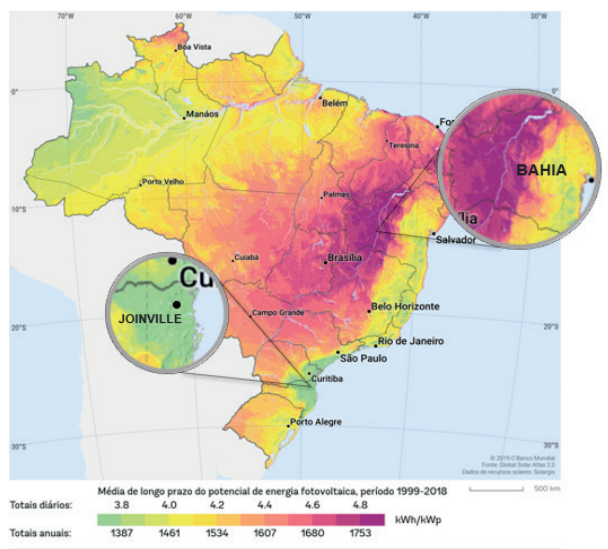 70°W
60°W
50°W
40°W
30°W
Boa Vista
0°
0°
Belém
Manáos
For
Teresina
BAHIA
Porto Velho
Palmas
10°S
ília
Salvador
Cuiaba
Brasília
Cu
JOINVILLE
Campo Grande
Belo Horizonte
20°S
20°S
Rio de Janeiro
São Paulo
Curitiba
Porto Alegre
30°S
30°S
© 2019 O Banco Mundial
Fonte: Global Solar Atlas 2.0
Dados de recursos solares: Solargis
Média de longo prazo do potencial de energia fotovoltaica, período 1999-2018
500 km
Totais diários: 3.8 4.0 4.2 4.4 4.6 4.8
kWh/kWp
Totais anuais: 1387 1461 1534 1607 1680 1753